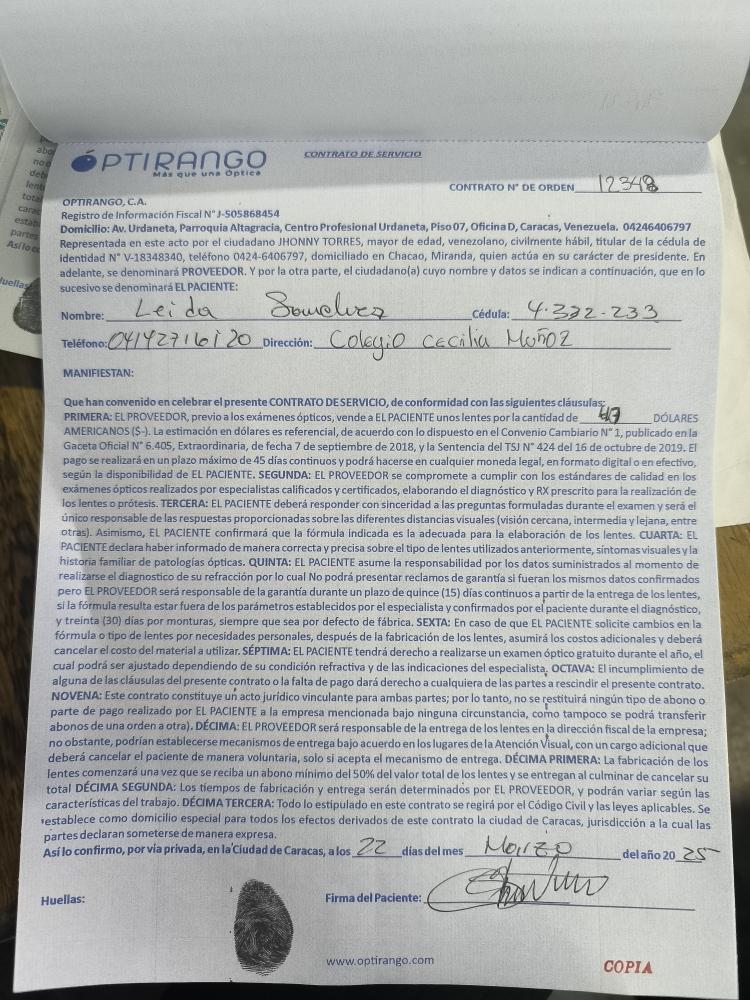 OPTIRANGO
Más que una Óptica
CONTRATO DE SERVICIO
CONTRATO N° DE ORDEN 12348
OPTIRANGO, C.A.
Registro de Información Fiscal N° J-505868454
Domicilio: Av. Urdaneta, Parroquia Altagracia, Centro Profesional Urdaneta, Piso 07, Oficina D, Caracas, Venezuela. 04246406797
Representada en este acto por el ciudadano JHONNY TORRES, mayor de edad, venezolano, civilmente hábil, titular de la cédula de
identidad N° V-18348340, teléfono 0424-6406797, domiciliado en Chacao, Miranda, quien actúa en su carácter de presidente. En
adelante, se denominará PROVEEDOR. Y por la otra parte, el ciudadano(a) cuyo nombre y datos se indican a continuación, que en lo
sucesivo se denominará EL PACIENTE:
Nombre: Leida Sanchez Cédula: 4.332-233
Teléfono: 04142716120 Dirección: Colegio Cecilia Muñoz
MANIFIESTAN:
Que han convenido en celebrar el presente CONTRATO DE SERVICIO, de conformidad con las siguientes cláusulas:
PRIMERA: EL PROVEEDOR, previo a los exámenes ópticos, vende a EL PACIENTE unos lentes por la cantidad de 47 DÓLARES
AMERICANOS ($-). La estimación en dólares es referencial, de acuerdo con lo dispuesto en el Convenio Cambiario N° 1, publicado en la
Gaceta Oficial N° 6.405, Extraordinaria, de fecha 7 de septiembre de 2018, y la Sentencia del TSJ N° 424 del 16 de octubre de 2019. El
pago se realizará en un plazo máximo de 45 días continuos y podrá hacerse en cualquier moneda legal, en formato digital o en efectivo,
según la disponibilidad de EL PACIENTE. SEGUNDA: EL PROVEEDOR se compromete a cumplir con los estándares de calidad en los
exámenes ópticos realizados por especialistas calificados y certificados, elaborando el diagnóstico y RX prescrito para la realización de
los lentes o prótesis. TERCERA: EL PACIENTE deberá responder con sinceridad a las preguntas formuladas durante el examen y será el
único responsable de las respuestas proporcionadas sobre las diferentes distancias visuales (visión cercana, intermedia y lejana, entre
otras). Asimismo, EL PACIENTE confirmará que la fórmula indicada es la adecuada para la elaboración de los lentes. CUARTA: EL
PACIENTE declara haber informado de manera correcta y precisa sobre el tipo de lentes utilizados anteriormente, síntomas visuales y la
historia familiar de patologías ópticas. QUINTA: EL PACIENTE asume la responsabilidad por los datos suministrados al momento de
realizarse el diagnostico de su refracción por lo cual No podrá presentar reclamos de garantía si fueran los mismos datos confirmados
pero EL PROVEEDOR será responsable de la garantía durante un plazo de quince (15) días continuos a partir de la entrega de los lentes,
si la fórmula resulta estar fuera de los parámetros establecidos por el especialista y confirmados por el paciente durante el diagnóstico,
y treinta (30) días por monturas, siempre que sea por defecto de fábrica. SEXTA: En caso de que EL PACIENTE solicite cambios en la
fórmula o tipo de lentes por necesidades personales, después de la fabricación de los lentes, asumirá los costos adicionales y deberá
cancelar el costo del material a utilizar. SÉPTIMA: EL PACIENTE tendrá derecho a realizarse un examen óptico gratuito durante el año, el
cual podrá ser ajustado dependiendo de su condición refractiva y de las indicaciones del especialista. OCTAVA: El incumplimiento de
alguna de las cláusulas del presente contrato o la falta de pago dará derecho a cualquiera de las partes a rescindir el presente contrato.
NOVENA: Este contrato constituye un acto jurídico vinculante para ambas partes; por lo tanto, no se restituirá ningún tipo de abono o
parte de pago realizado por EL PACIENTE a la empresa mencionada bajo ninguna circunstancia, como tampoco se podrá transferir
abonos de una orden a otra). DÉCIMA: EL PROVEEDOR será responsable de la entrega de los lentes en la dirección fiscal de la empresa;
no obstante, podrían establecerse mecanismos de entrega bajo acuerdo en los lugares de la Atención Visual, con un cargo adicional que
deberá cancelar el paciente de manera voluntaria, solo si acepta el mecanismo de entrega. DÉCIMA PRIMERA: La fabricación de los
lentes comenzará una vez que se reciba un abono mínimo del 50% del valor total de los lentes y se entregan al culminar de cancelar su
total DÉCIMA SEGUNDA: Los tiempos de fabricación y entrega serán determinados por EL PROVEEDOR, y podrán variar según las
características del trabajo. DÉCIMA TERCERA: Todo lo estipulado en este contrato se regirá por el Código Civil y las leyes aplicables. Se
establece como domicilio especial para todos los efectos derivados de este contrato la ciudad de Caracas, jurisdicción a la cual las
partes declaran someterse de manera expresa.
Así lo confirmo, por vía privada, en la Ciudad de Caracas, a los 22 días del mes Marzo del año 20 25
Huellas:
Firma del Paciente:
www.optirango.com
COPIA